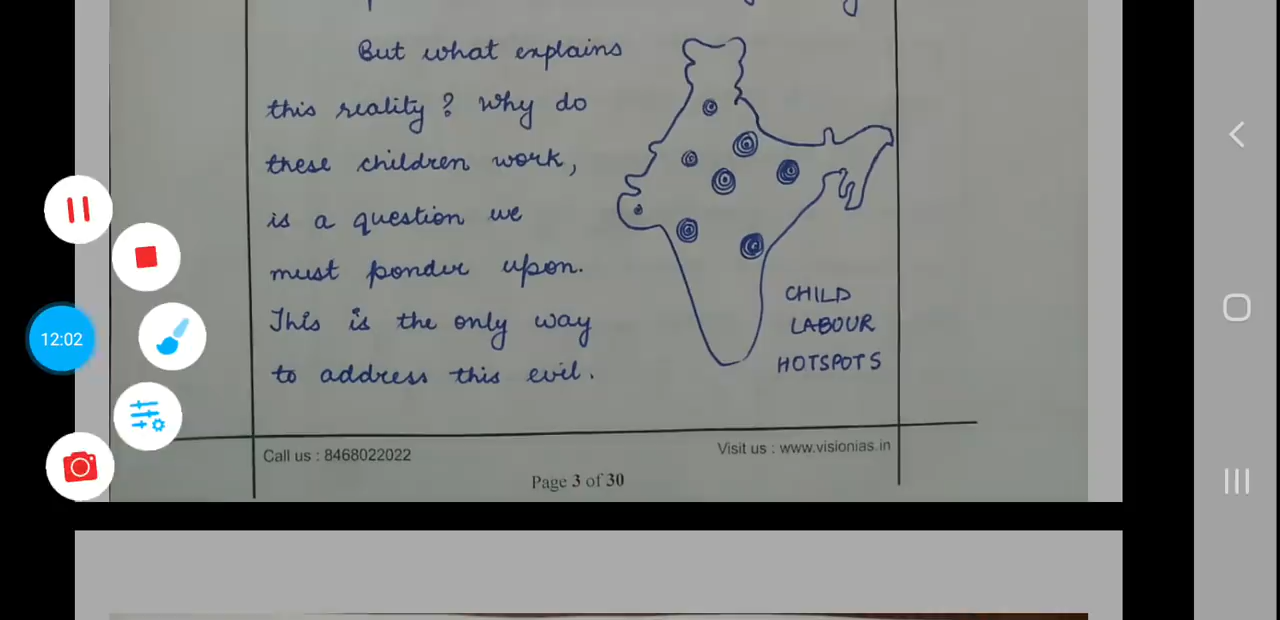 But what explains
this reality? Why do
these children work,
is a question we
must ponder upon.
This is the only way
to address this evil.
CHILD
LABOUR
HOTSPOTS
Call us : 8468022022
Visit us : www.visionias.in
Page 3 of 30
12:02